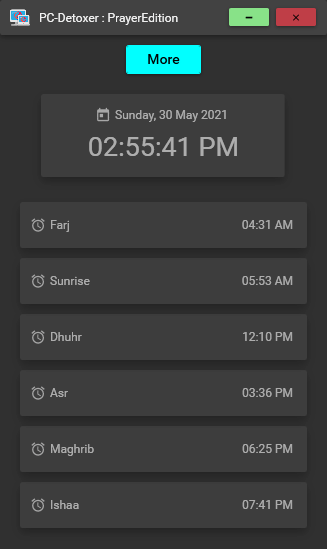 PC-Detoxer : PrayerEdition
More
Sunday, 30 May 2021
02:55:41 PM
Farj 04:31 AM
Sunrise 05:53 AM
Dhuhr 12:10 PM
Asr 03:36 PM
Maghrib 06:25 PM
Ishaa 07:41 PM